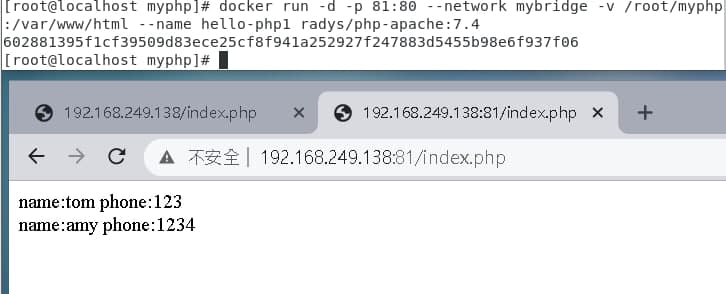 [root@localhost myphp]# docker run -d -p 81:80 --network mybridge -v /root/myphp
:/var/www/html --name hello-php1 radys/php-apache:7.4
602881395f1cf39509d83ece25cf8f941a252927f247883d5455b98e6f937f06
[root@localhost myphp]#
192.168.249.138/index.php
192.168.249.138:81/index.php
不安全 | 192.168.249.138:81/index.php
name:tom phone:123
name:amy phone:1234